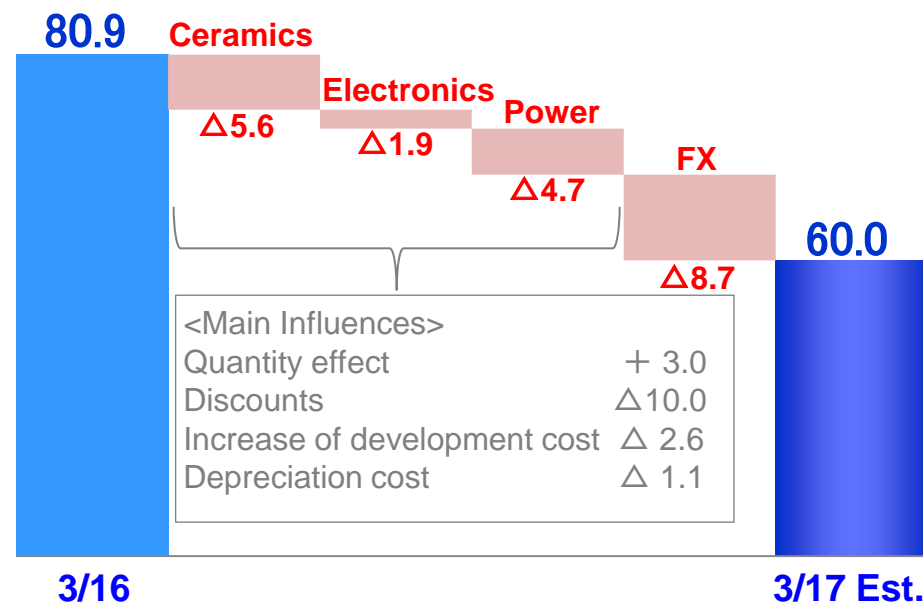 80.9
Ceramics
△5.6
Electronics
△1.9
Power
△4.7
FX
△8.7
60.0
<Main Influences>
Quantity effect ＋ 3.0
Discounts △10.0
Increase of development cost △ 2.6
Depreciation cost △ 1.1
3/16
3/17 Est.